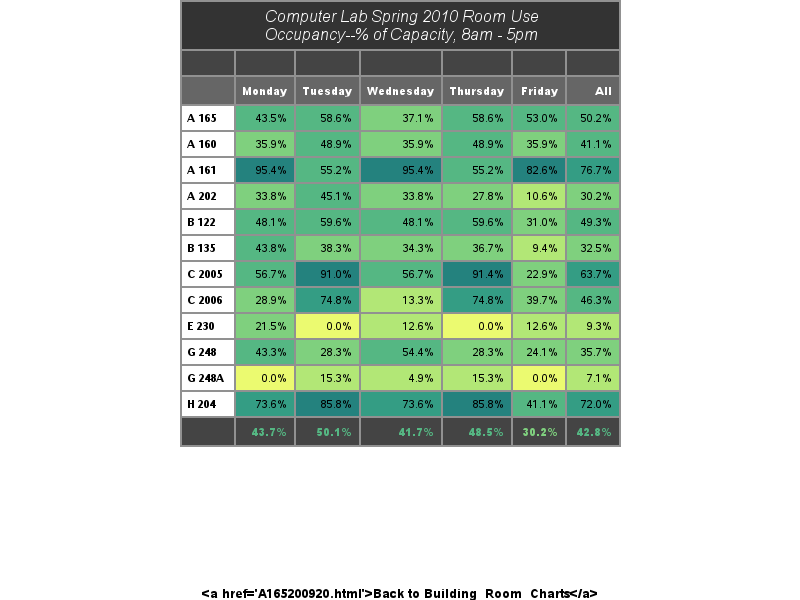 Computer Lab Spring 2010 Room Use
Occupancy--% of Capacity, 8am - 5pm
Monday Tuesday Wednesday Thursday Friday All
A 165 43.5% 58.6% 37.1% 58.6% 53.0% 50.2%
A 160 35.9% 48.9% 35.9% 48.9% 35.9% 41.1%
A 161 95.4% 55.2% 95.4% 55.2% 82.6% 76.7%
A 202 33.8% 45.1% 33.8% 27.8% 10.6% 30.2%
B 122 48.1% 59.6% 48.1% 59.6% 31.0% 49.3%
B 135 43.8% 38.3% 34.3% 36.7% 9.4% 32.5%
C 2005 56.7% 91.0% 56.7% 91.4% 22.9% 63.7%
C 2006 28.9% 74.8% 13.3% 74.8% 39.7% 46.3%
E 230 21.5% 0.0% 12.6% 0.0% 12.6% 9.3%
G 248 43.3% 28.3% 54.4% 28.3% 24.1% 35.7%
G 248A 0.0% 15.3% 4.9% 15.3% 0.0% 7.1%
H 204 73.6% 85.8% 73.6% 85.8% 41.1% 72.0%
43.7% 50.1% 41.7% 48.5% 30.2% 42.8%
<a href='A165200920.html'>Back to Building_Room_Charts</a>